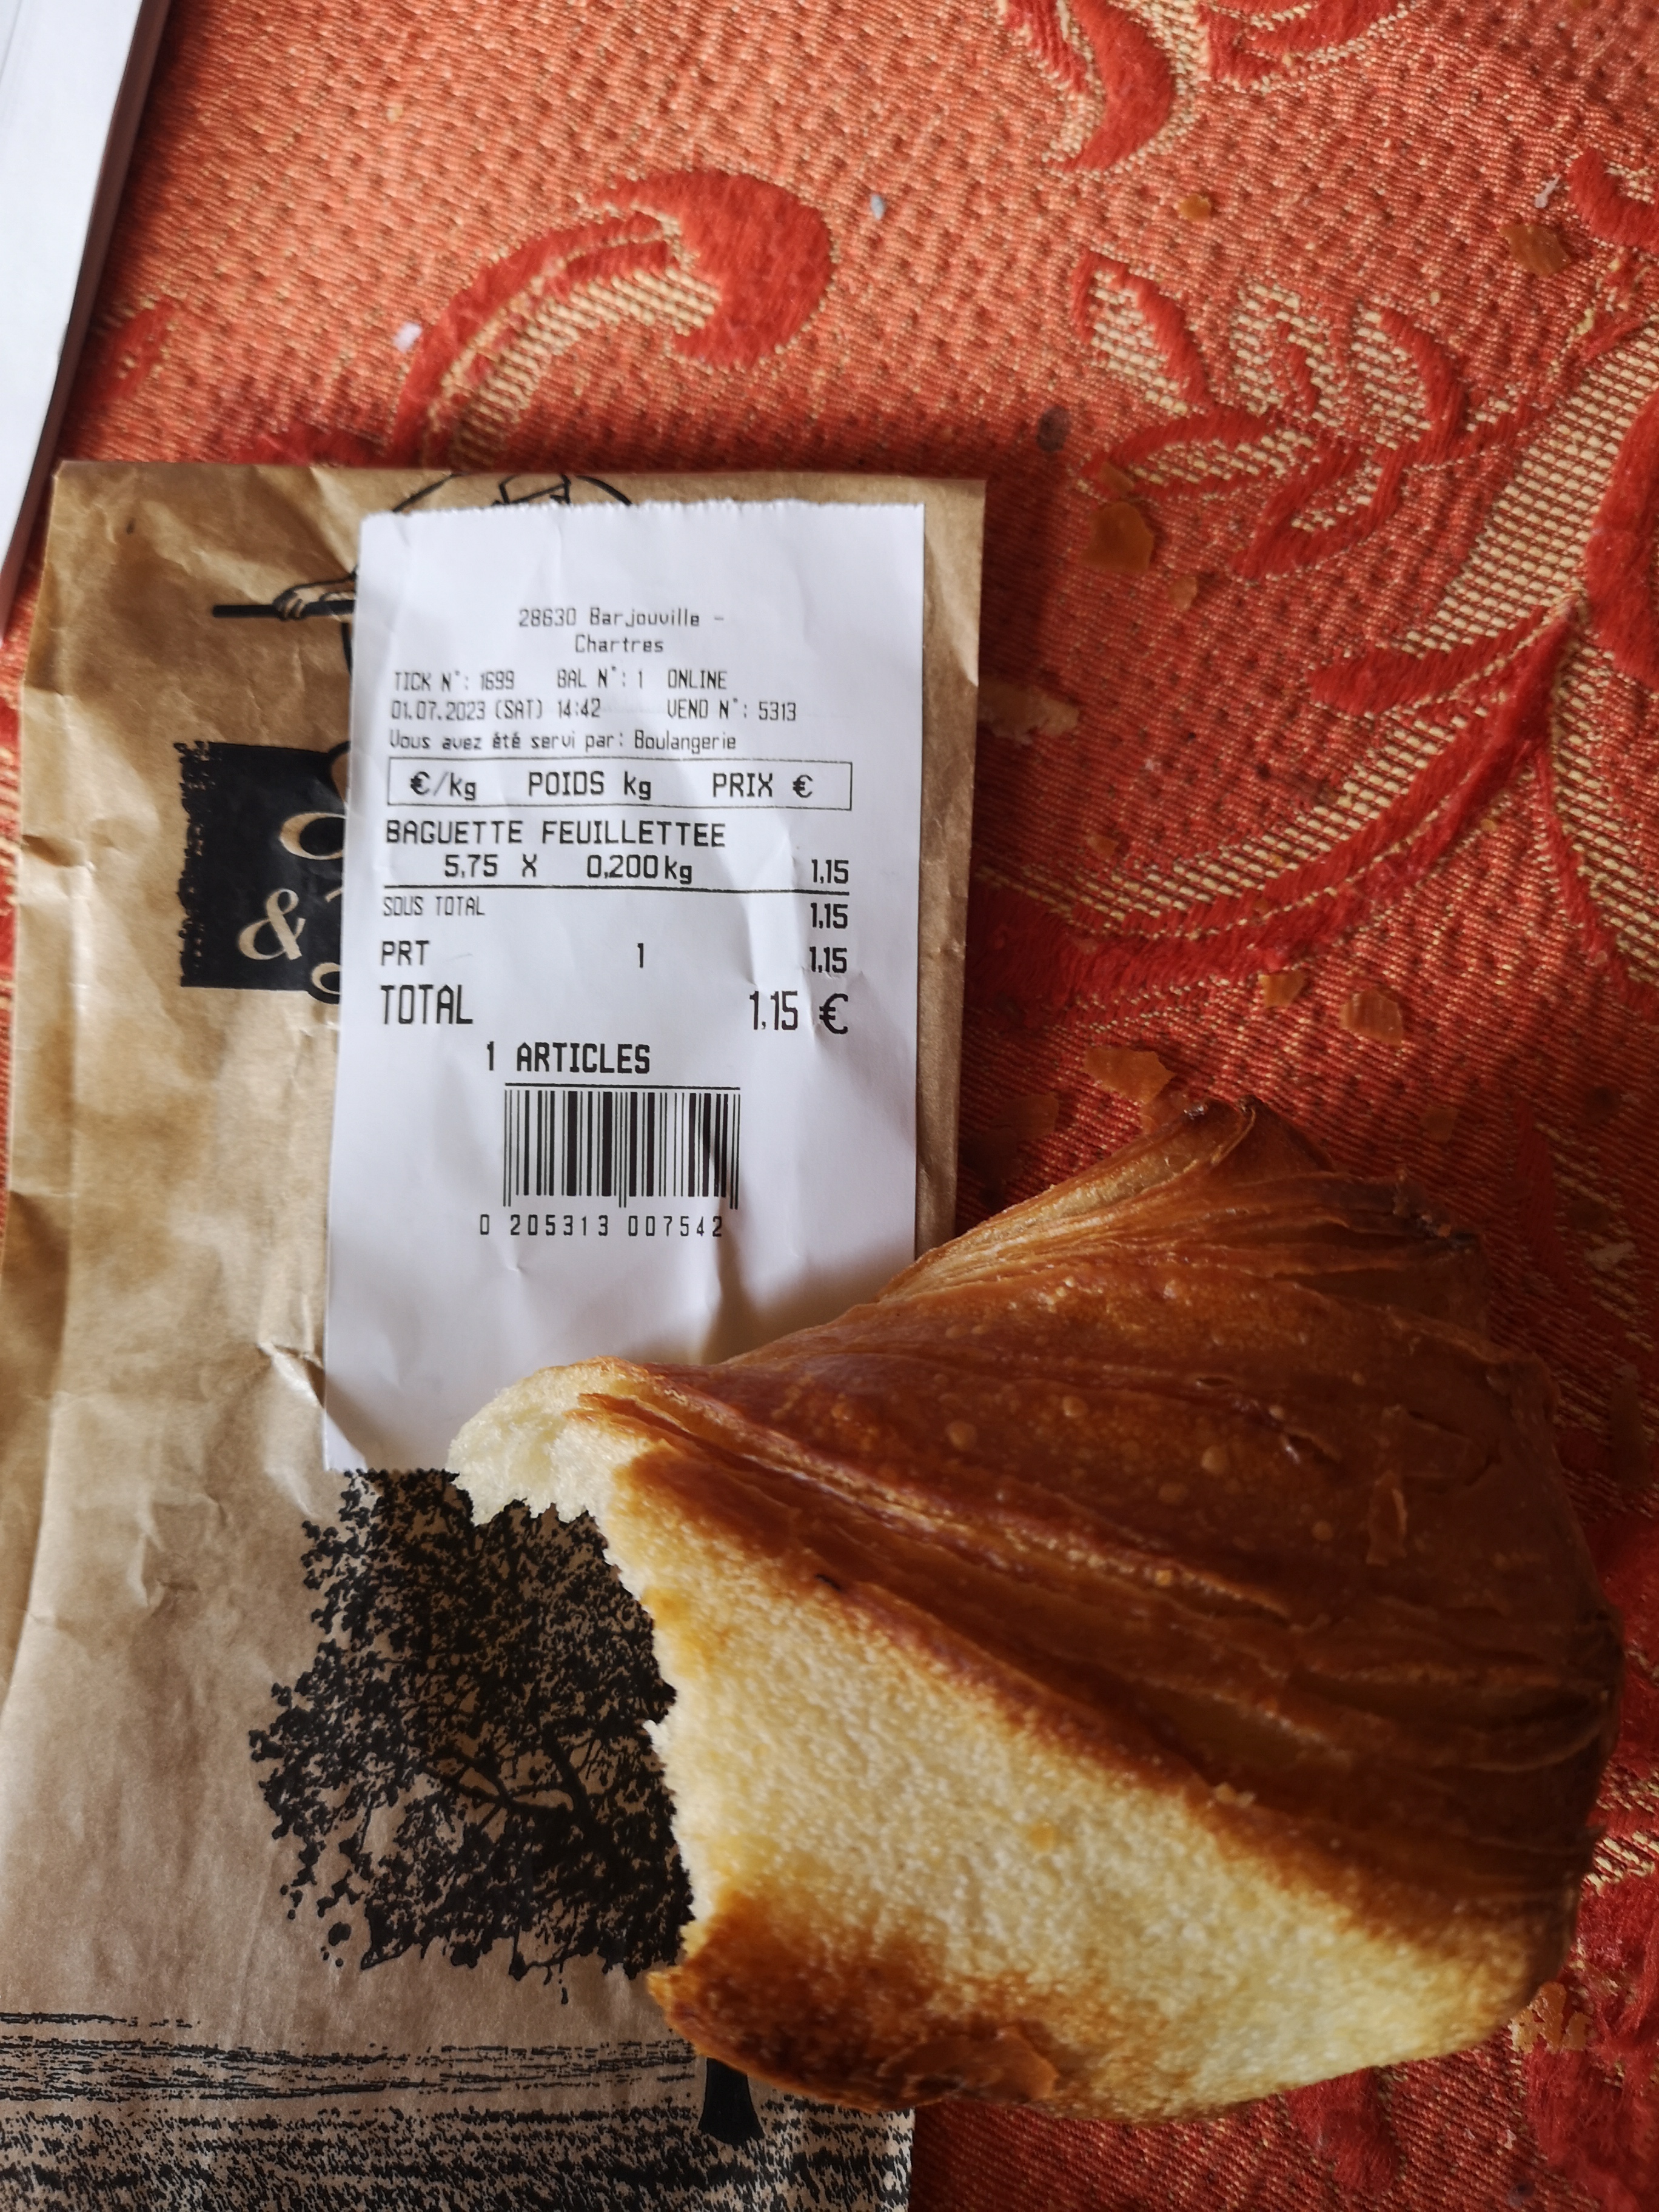 28630 Barjouville -
Chartres
TICK N°: 1699 BAL N°: 1 ONLINE
01.07.2023 (SAT) 14:42 VEND N°: 5313
Vous avez été servi par: Boulangerie
€/kg POIDS kg PRIX €
BAGUETTE FEUILLETTEE
5,75 X 0,200kg 1,15
SOUS TOTAL 1,15
PRT 1 1,15
TOTAL 1,15 €
1 ARTICLES
0 205313 007542
&